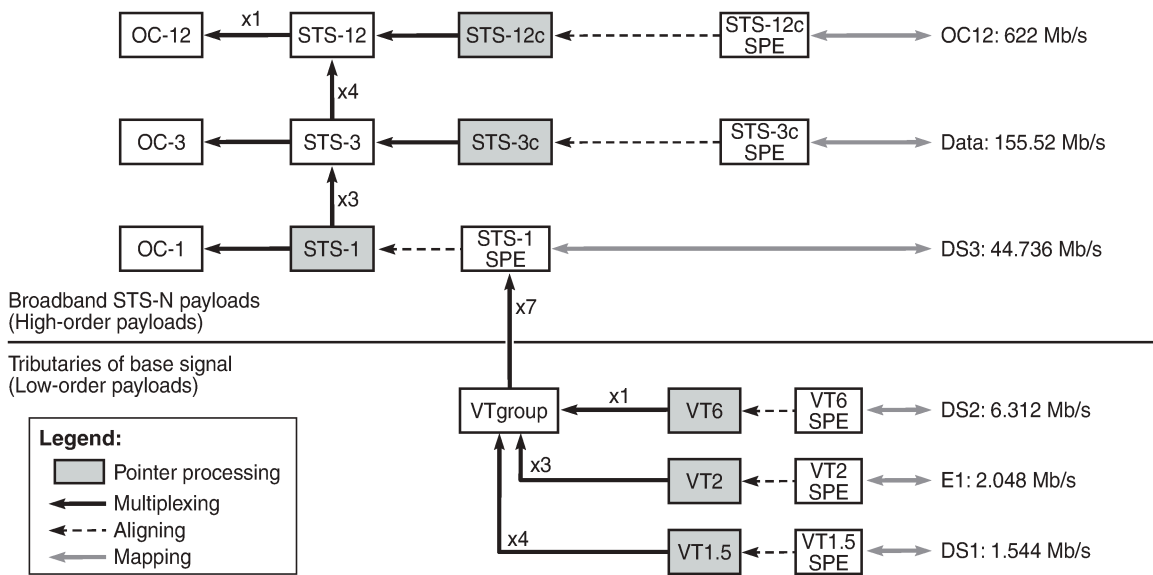 x1
OC-12
STS-12
STS-12c
STS-12c
SPE
OC12: 622 Mb/s
x4
OC-3
STS-3
STS-3c
STS-3c
SPE
Data: 155.52 Mb/s
x3
OC-1
STS-1
STS-1
SPE
DS3: 44.736 Mb/s
Broadband STS-N payloads
(High-order payloads)
x7
Tributaries of base signal
(Low-order payloads)
VTgroup
x1
VT6
VT6
SPE
DS2: 6.312 Mb/s
x3
VT2
VT2
SPE
E1: 2.048 Mb/s
x4
VT1.5
VT1.5
SPE
DS1: 1.544 Mb/s
Legend:
Pointer processing
Multiplexing
Aligning
Mapping